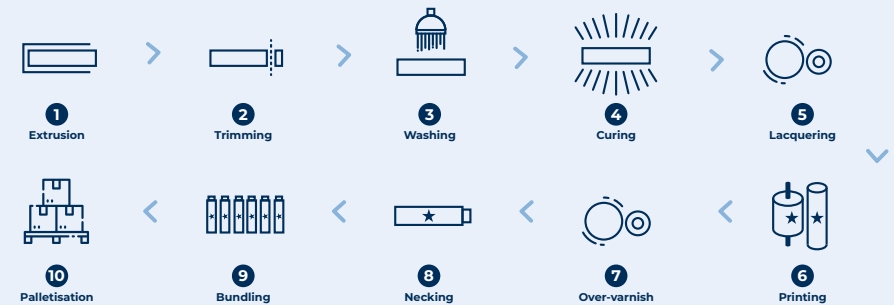 1
Extrusion
2
Trimming
3
Washing
4
Curing
5
Lacquering
6
Printing
7
Over-varnish
8
Necking
9
Bundling
10
Palletisation